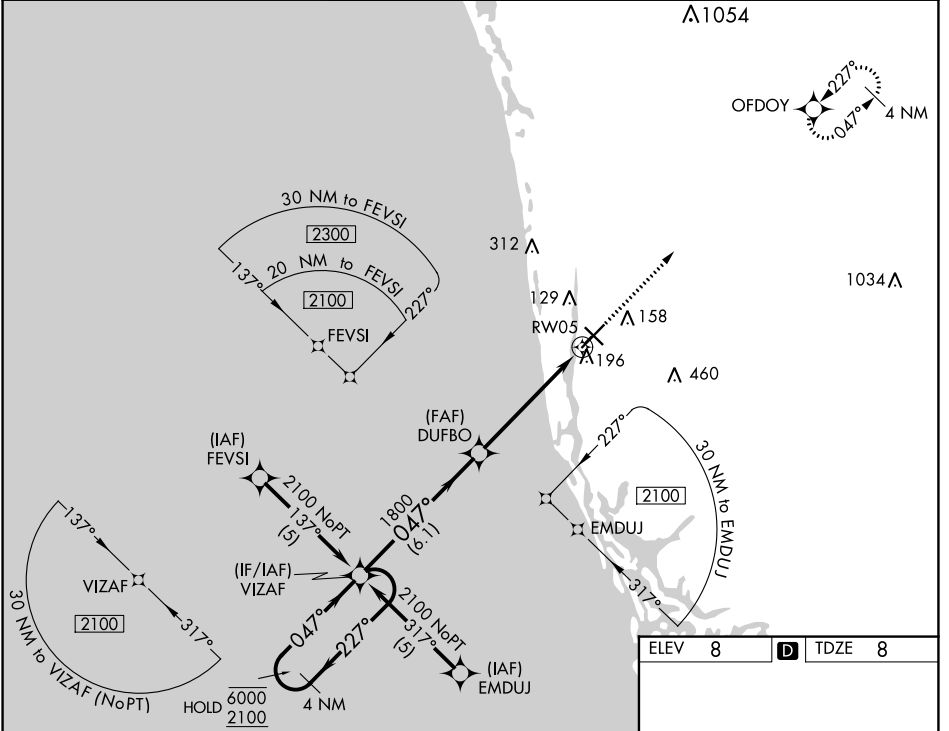 1054
227°
OFDOY
047°
4 NM
30 NM to FEVSI
2300
137°
20 NM to FEVSI
2100
227°
FEVSI
312
129
RW05
158
196
1034
460
(FAF)
DUFBO
(IAF)
FEVSI
2100 NoPT
137°
(5)
1800
047°
(6.1)
227°
30 NM to EMDUJ
2100
EMDUJ
317°
137°
VIZAF
2100
317°
30 NM to VIZAF (NoPT)
(IF/IAF)
VIZAF
2100 NoPT
317°
(5)
047°
227°
(IAF)
EMDUJ
HOLD
6000
2100
4 NM
ELEV 8 D TDZE 8